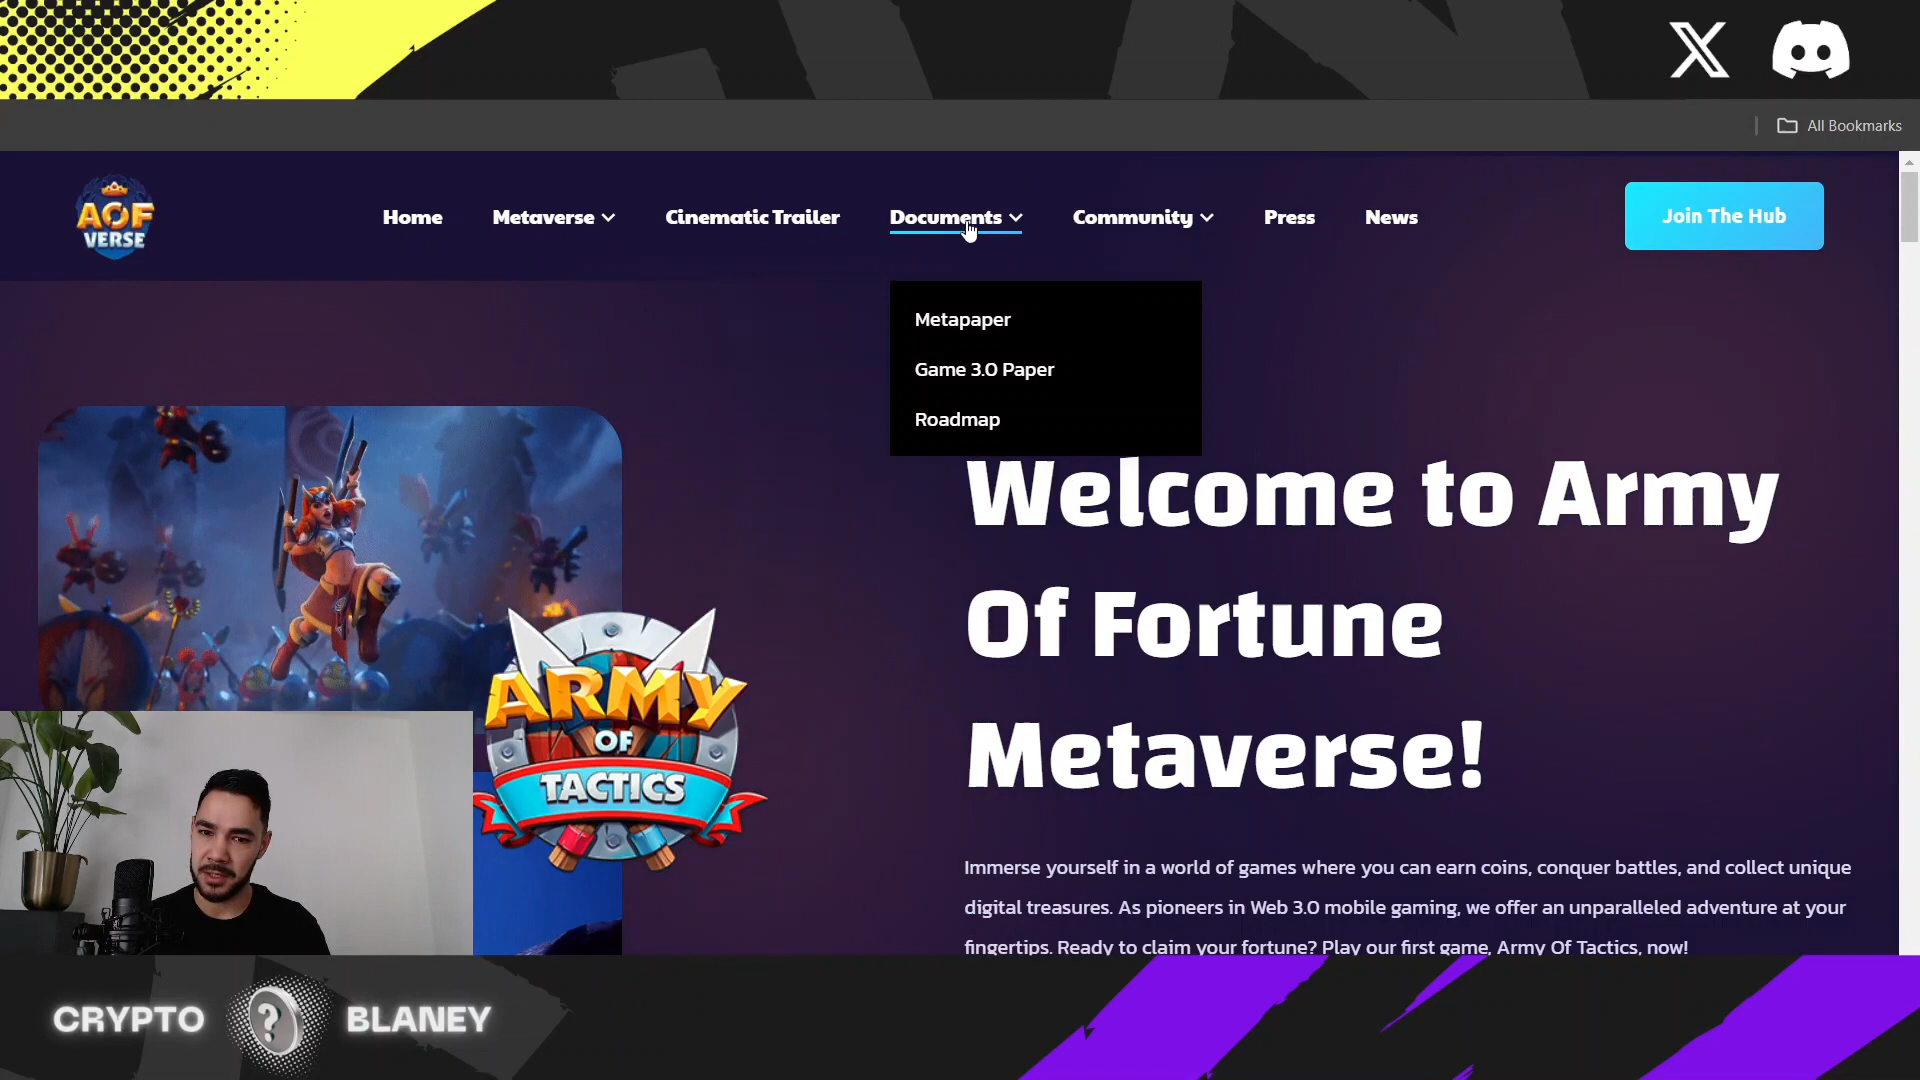 All Bookmarks
AOF
VERSE
Home
Metaverse
Cinematic Trailer
Documents
Community
Press
News
Join The Hub
Metapaper
Game 3.0 Paper
Roadmap
Welcome to Army
Of Fortune
Metaverse!
ARMY
OF
TACTICS
Immerse yourself in a world of games where you can earn coins, conquer battles, and collect unique
digital treasures. As pioneers in Web 3.0 mobile gaming, we offer an unparalleled adventure at your
fingertips. Ready to claim your fortune? Play our first game, Army Of Tactics, now!
CRYPTO ? BLANEY